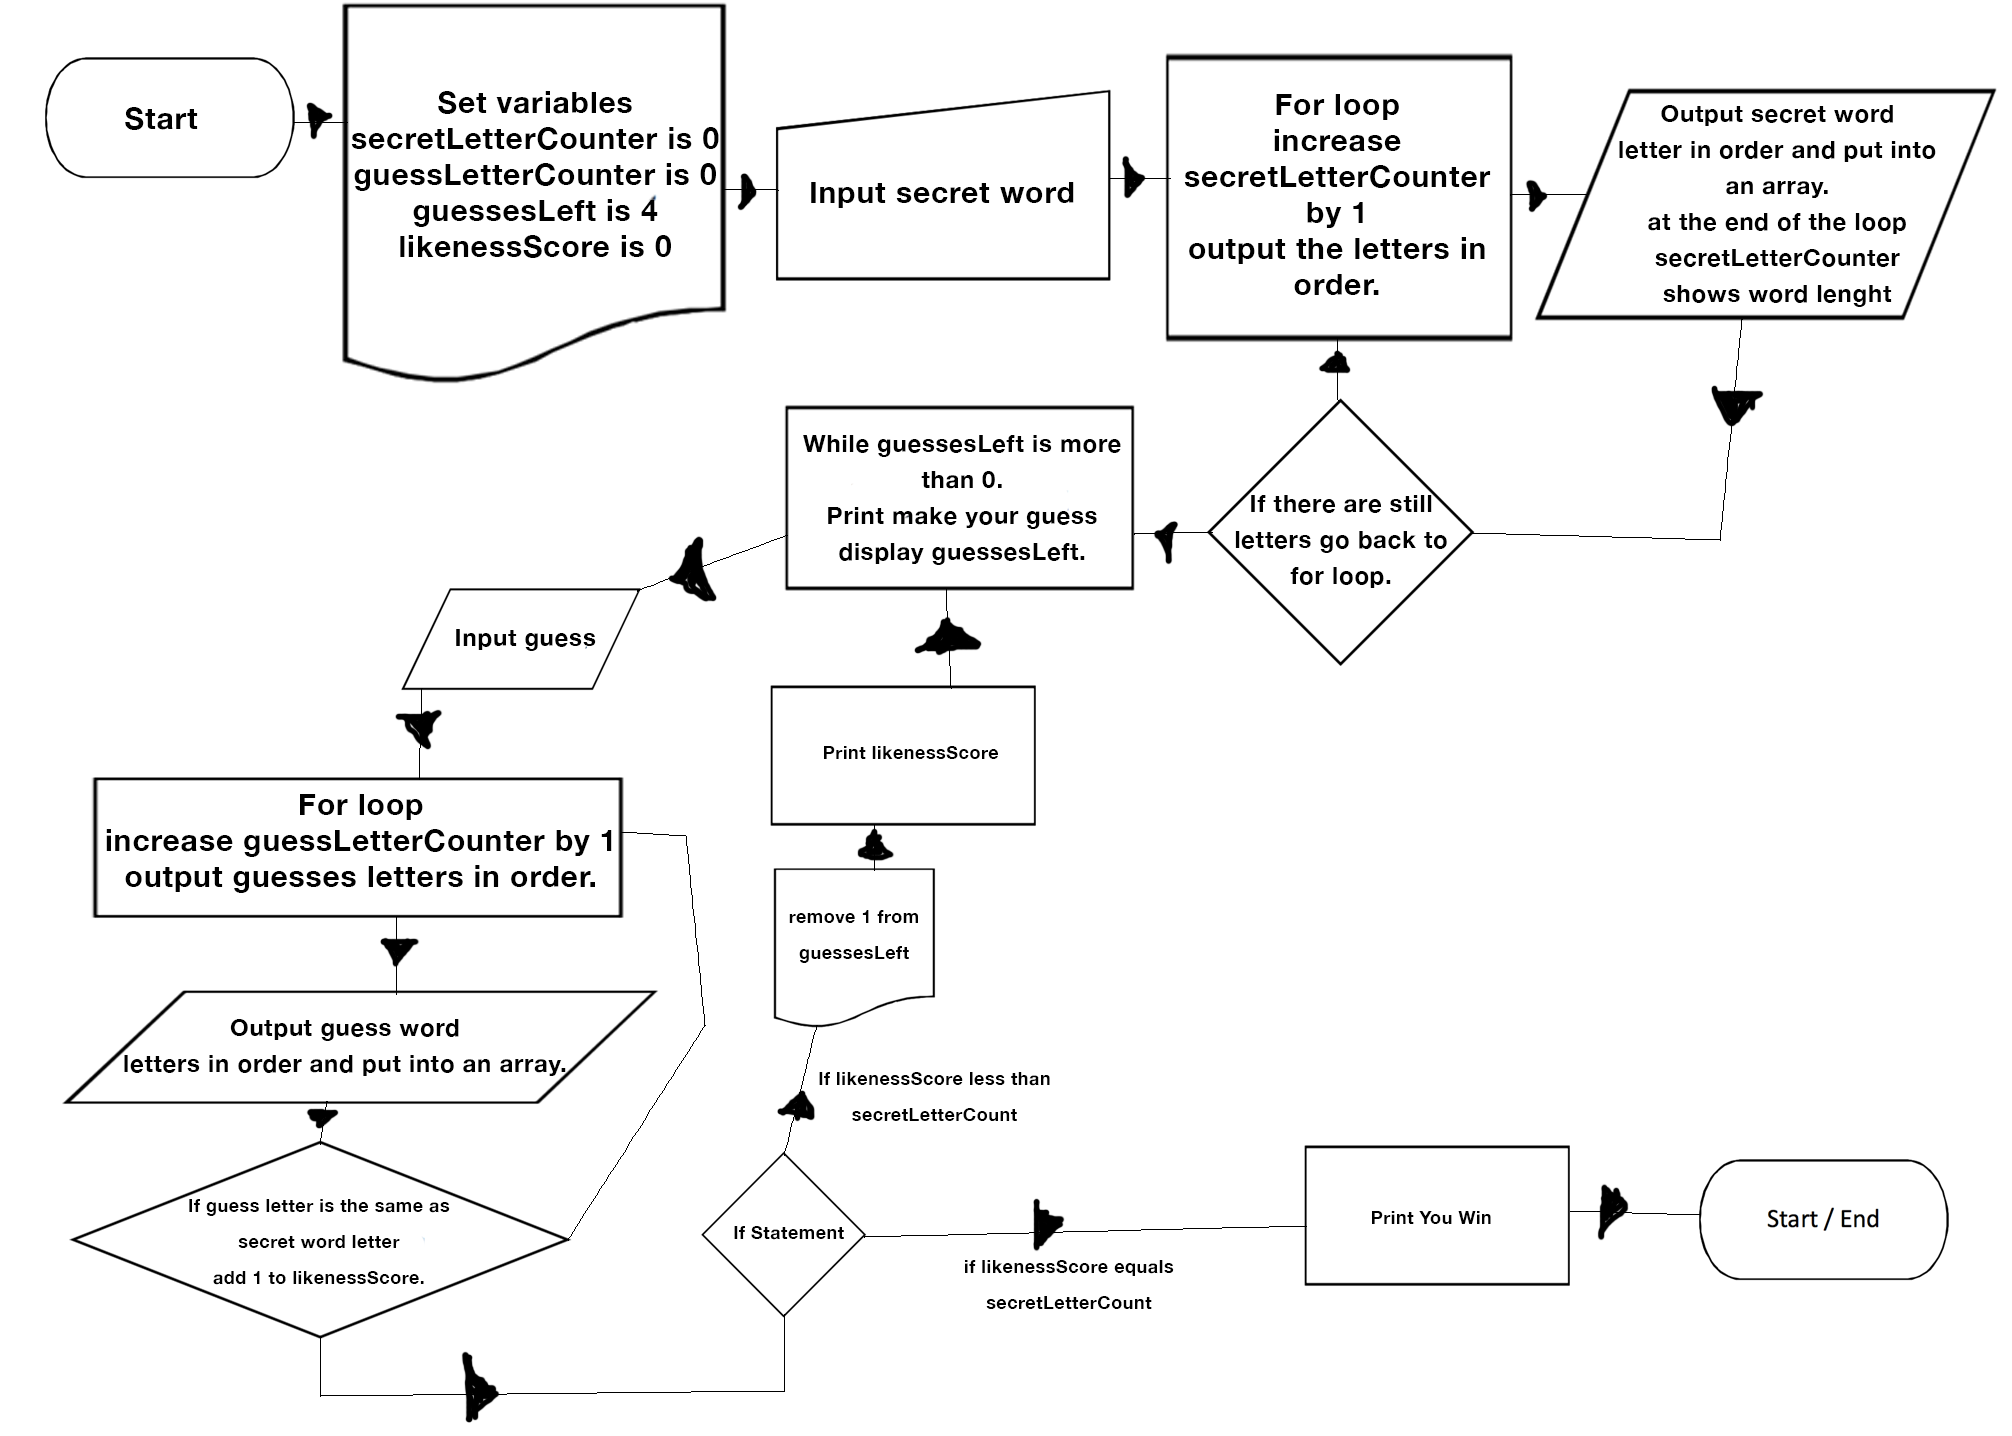 Start
Set variables
secretLetterCounter is 0
guessLetterCounter is 0
guessesLeft is 4
likenessScore is 0
Input secret word
For loop
increase
secretLetterCounter
by 1
output the letters in
order.
Output secret word
letter in order and put into
an array.
at the end of the loop
secretLetterCounter
shows word lenght
If there are still
letters go back to
for loop.
While guessesLeft is more
than 0.
Print make your guess
display guessesLeft.
Input guess
For loop
increase guessLetterCounter by 1
output guesses letters in order.
Output guess word
letters in order and put into an array.
If guess letter is the same as
secret word letter
add 1 to likenessScore.
If Statement
If likenessScore less than
secretLetterCount
remove 1 from
guessesLeft
Print likenessScore
if likenessScore equals
secretLetterCount
Print You Win
Start / End